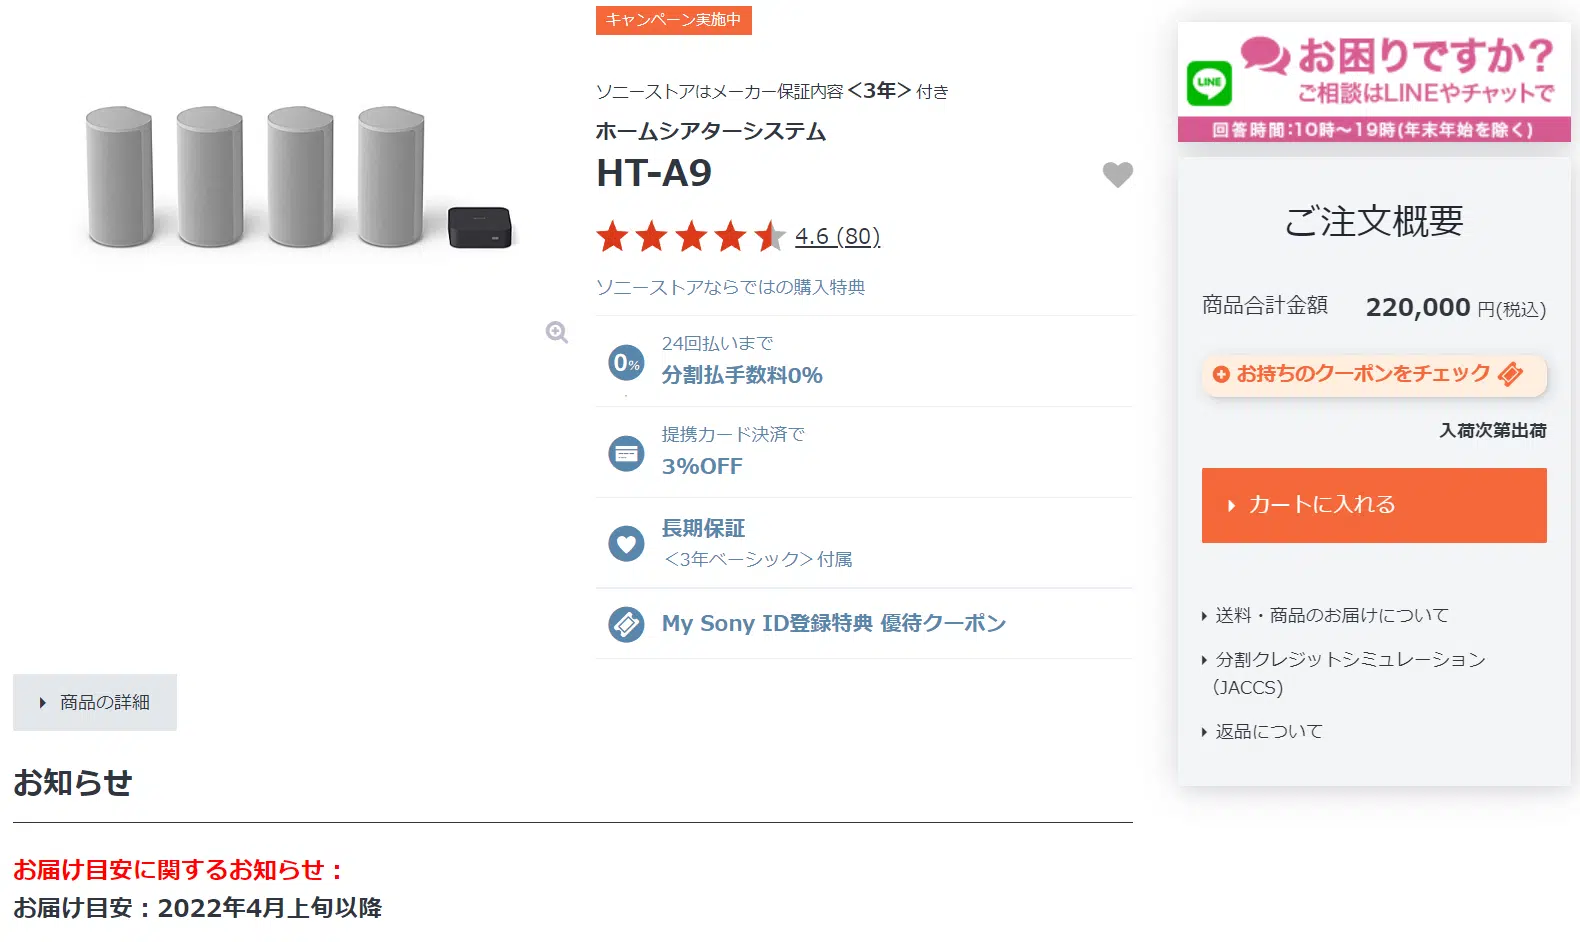 キャンペーン実施中
ソニーストアはメーカー保証内容<3年>付き
ホームシアターシステム
HT-A9
4.6 (80)
ソニーストアならではの購入特典
0%
24回払いまで
分割払手数料0%
提携カード決済で
3%OFF
長期保証
<3年ベーシック>付属
My Sony ID登録特典 優待クーポン
商品の詳細
お知らせ
お届け目安に関するお知らせ：
お届け目安：2022年4月上旬以降
LINE
お困りですか？
ご相談はLINEやチャットで
回答時間:10時～19時(年末年始を除く)
ご注文概要
商品合計金額 220,000 円(税込)
お持ちのクーポンをチェック
入荷次第出荷
カートに入れる
送料・商品のお届けについて
分割クレジットシミュレーション
(JACCS)
返品について